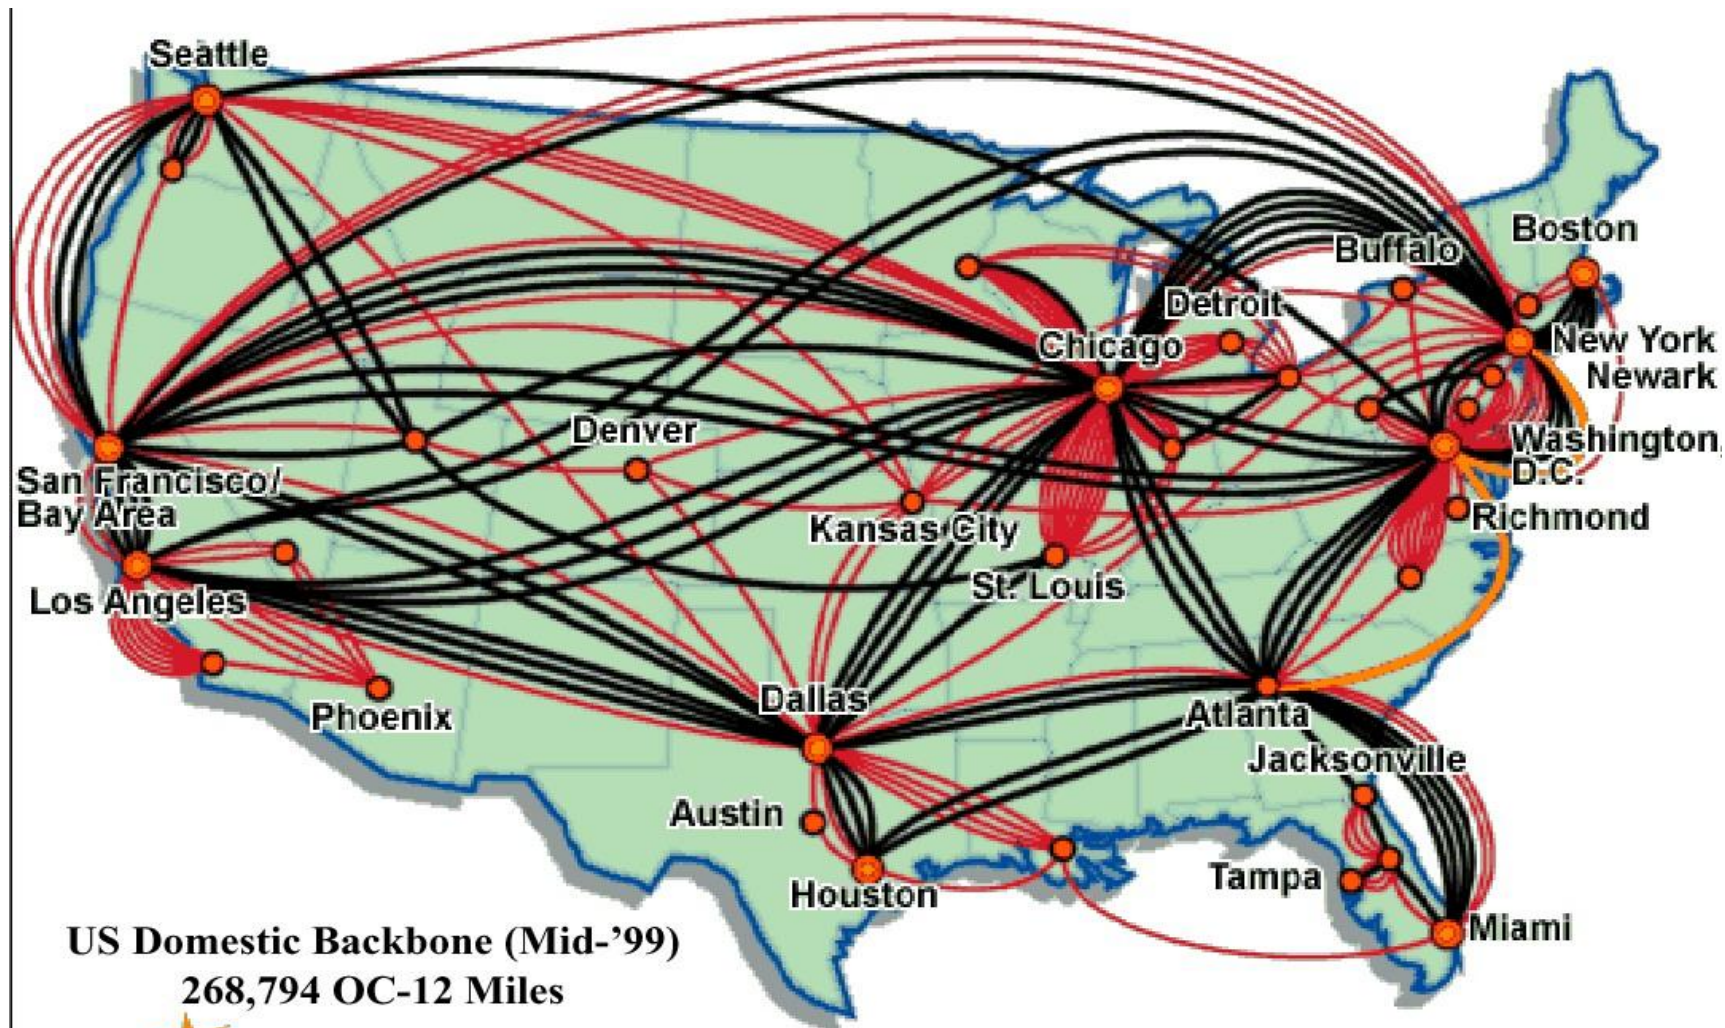 Seattle
Boston
Buffalo
Detroit
New York
Chicago
Newark
Denver
Washington,
D.C.
San Francisco/
Bay Area
Richmond
Kansas City
St. Louis
Los Angeles
Dallas
Phoenix
Atlanta
Jacksonville
Austin
Tampa
Houston
Miami
US Domestic Backbone (Mid-’99)
268,794 OC-12 Miles